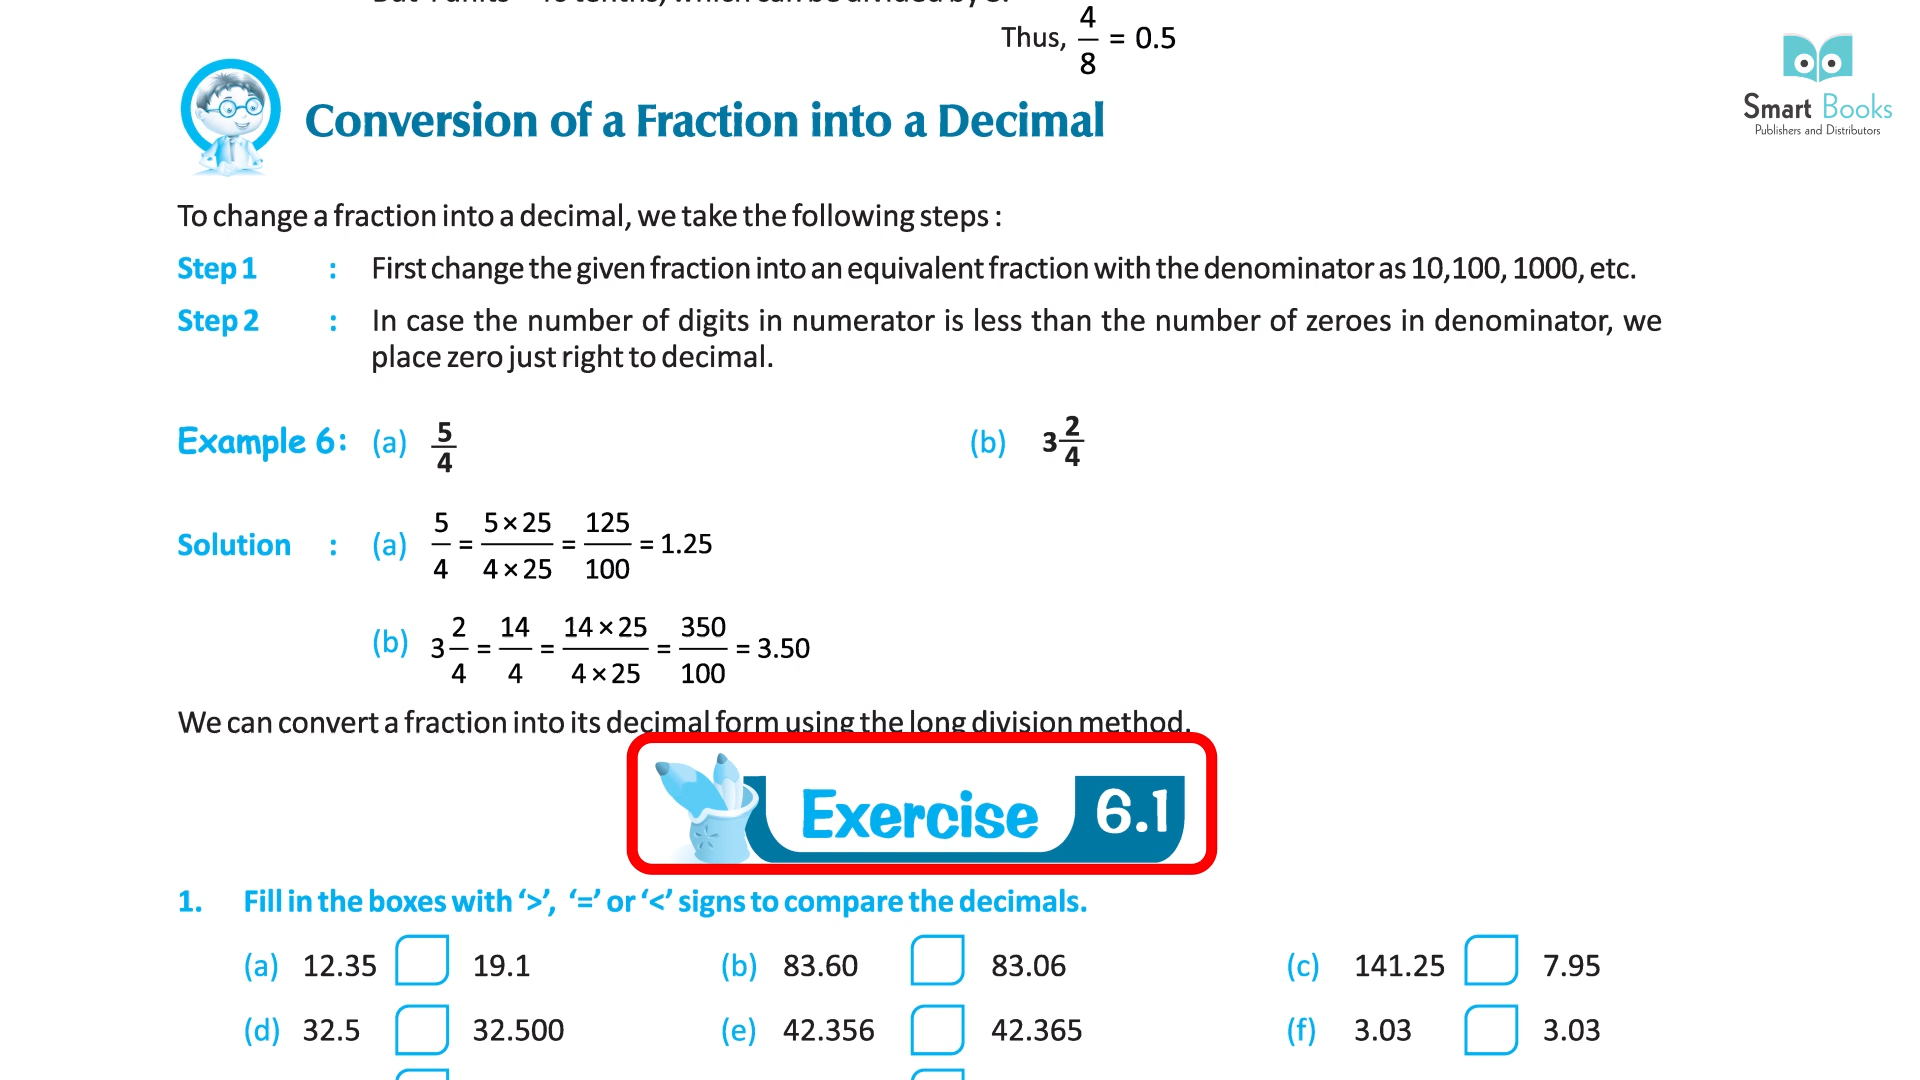 Thus, 4/8 = 0.5
Smart Books
Publishers and Distributors
Conversion of a Fraction into a Decimal
To change a fraction into a decimal, we take the following steps :
Step 1 : First change the given fraction into an equivalent fraction with the denominator as 10,100, 1000, etc.
Step 2 : In case the number of digits in numerator is less than the number of zeroes in denominator, we
place zero just right to decimal.
Example 6: (a) 5/4 (b) 3 2/4
Solution : (a) 5/4 = 5 × 25/4 × 25 = 125/100 = 1.25
(b) 3 2/4 = 14/4 = 14 × 25/4 × 25 = 350/100 = 3.50
We can convert a fraction into its decimal form using the long division method.
Exercise 6.1
1. Fill in the boxes with ‘>’, ‘=’ or ‘<’ signs to compare the decimals.
(a) 12.35 19.1 (b) 83.60 83.06 (c) 141.25 7.95
(d) 32.5 32.500 (e) 42.356 42.365 (f) 3.03 3.03